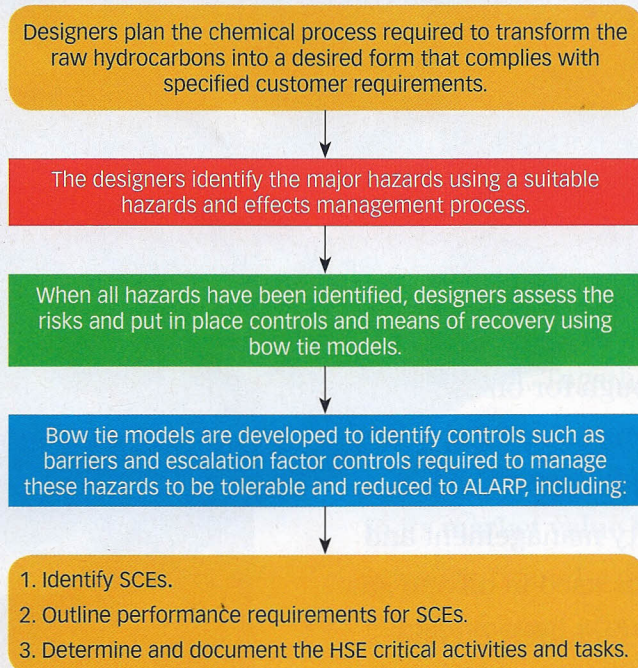 Designers plan the chemical process required to transform the
raw hydrocarbons into a desired form that complies with
specified customer requirements.
The designers identify the major hazards using a suitable
hazards and effects management process.
When all hazards have been identified, designers assess the
risks and put in place controls and means of recovery using
bow tie models.
Bow tie models are developed to identify controls such as
barriers and escalation factor controls required to manage
these hazards to be tolerable and reduced to ALARP, including:
1. Identify SCEs.
2. Outline performance requirements for SCEs.
3. Determine and document the HSE critical activities and tasks.